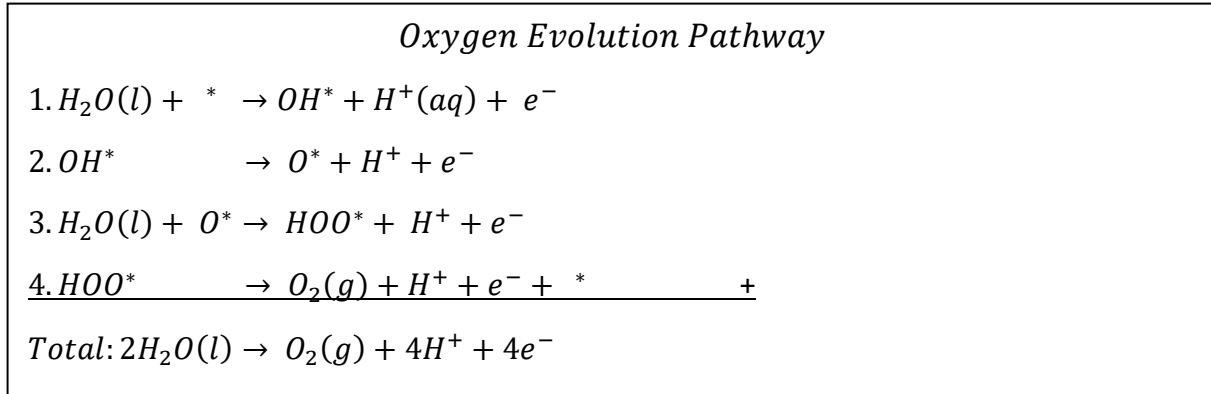 Oxygen Evolution Pathway
1. H₂O(l) + * → OH* + H⁺(aq) + e⁻
2. OH* → O* + H⁺ + e⁻
3. H₂O(l) + O* → HOO* + H⁺ + e⁻
4. HOO* → O₂(g) + H⁺ + e⁻ + * +
Total: 2H₂O(l) → O₂(g) + 4H⁺ + 4e⁻